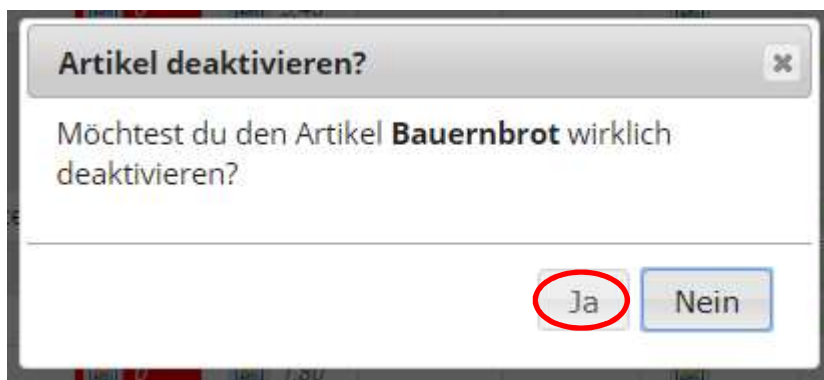 Artikel deaktivieren?
Möchtest du den Artikel Bauernbrot wirklich
deaktivieren?
Ja Nein